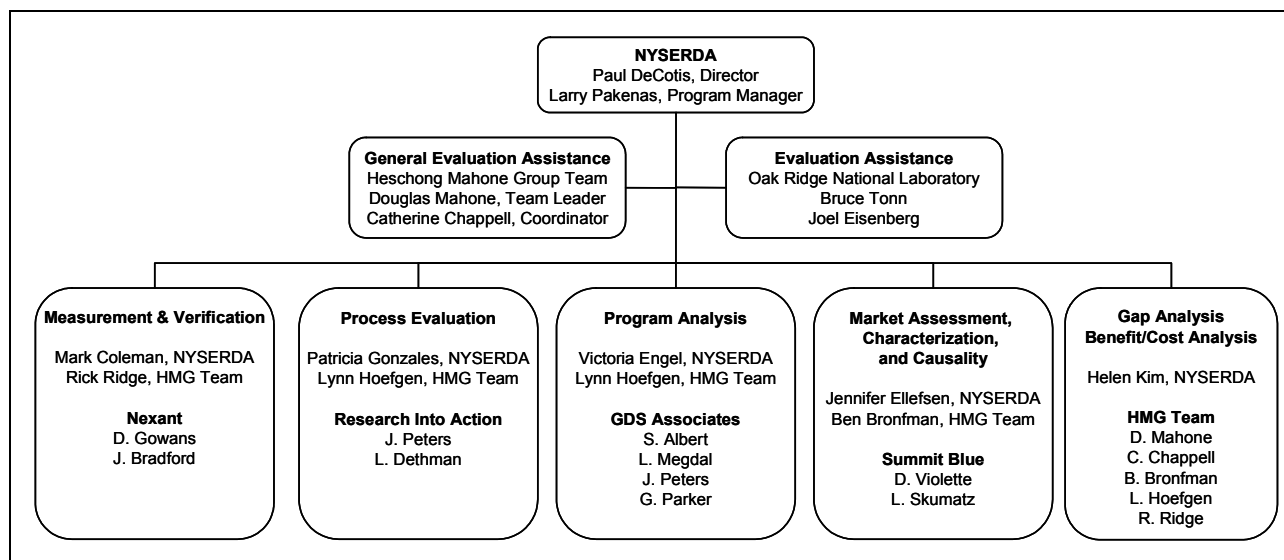 NYSERDA
Paul DeCotis, Director
Larry Pakenas, Program Manager
General Evaluation Assistance
Heschong Mahone Group Team
Douglas Mahone, Team Leader
Catherine Chappell, Coordinator
Evaluation Assistance
Oak Ridge National Laboratory
Bruce Tonn
Joel Eisenberg
Measurement & Verification
Mark Coleman, NYSERDA
Rick Ridge, HMG Team
Nexant
D. Gowans
J. Bradford
Process Evaluation
Patricia Gonzales, NYSERDA
Lynn Hoefgen, HMG Team
Research Into Action
J. Peters
L. Dethman
Program Analysis
Victoria Engel, NYSERDA
Lynn Hoefgen, HMG Team
GDS Associates
S. Albert
L. Megdal
J. Peters
G. Parker
Market Assessment,
Characterization,
and Causality
Jennifer Ellefsen, NYSERDA
Ben Bronfman, HMG Team
Summit Blue
D. Violette
L. Skumatz
Gap Analysis
Benefit/Cost Analysis
Helen Kim, NYSERDA
HMG Team
D. Mahone
C. Chappell
B. Bronfman
L. Hoefgen
R. Ridge